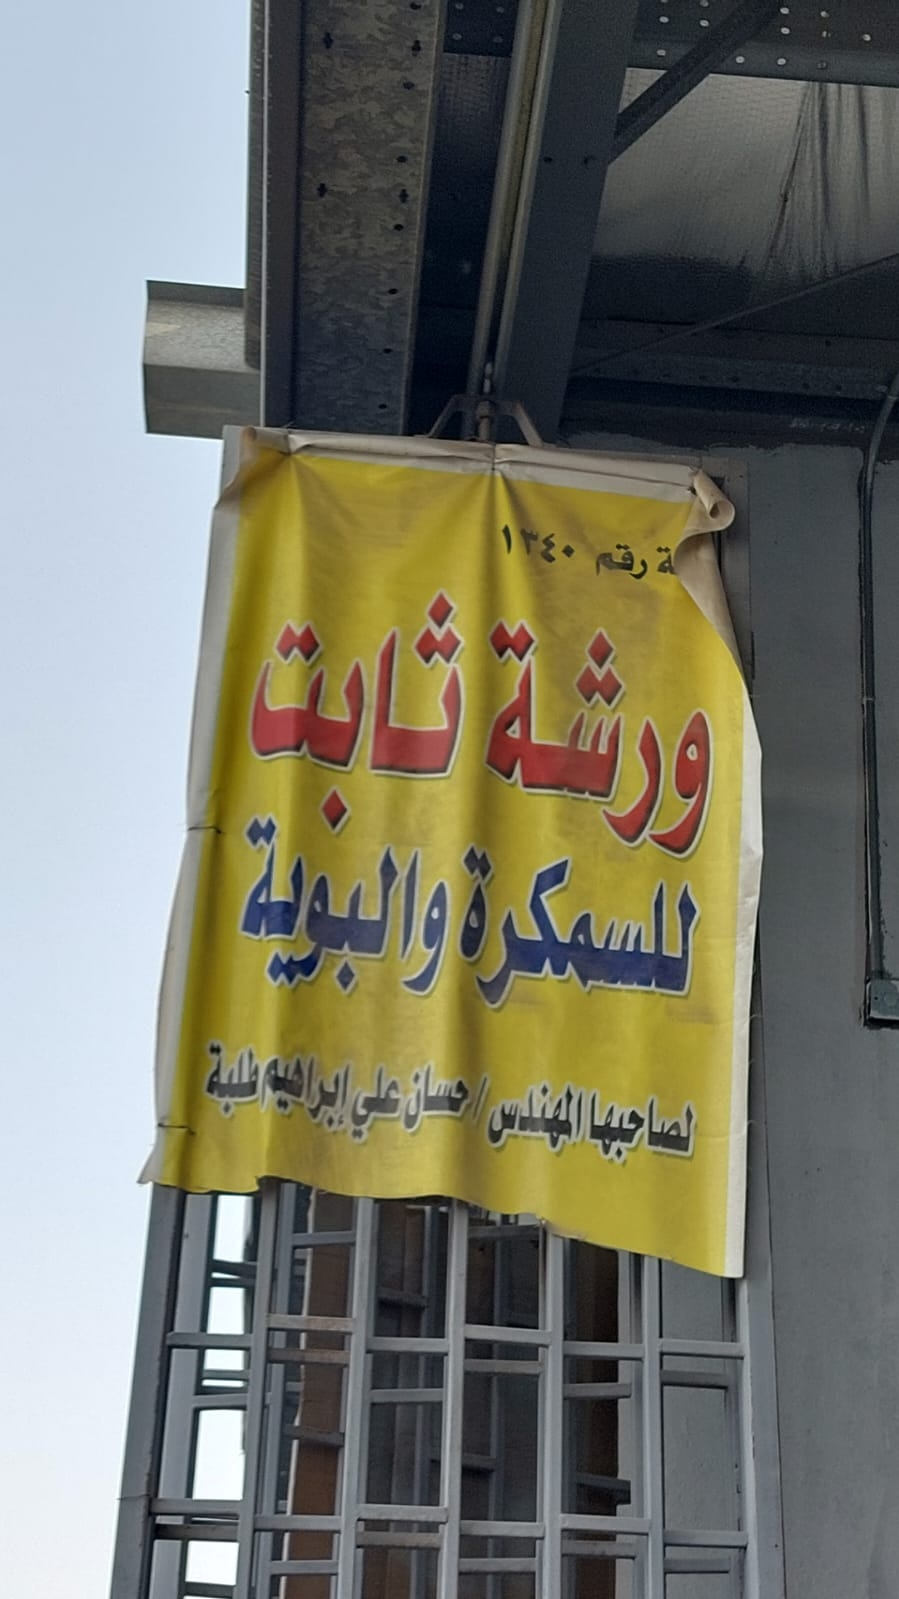 ة رقم ١٣٤٠
ورشة ثابت
للسمكرة والبوية
لصاحبها المهندس / حسان علي إبراهيم طلبة